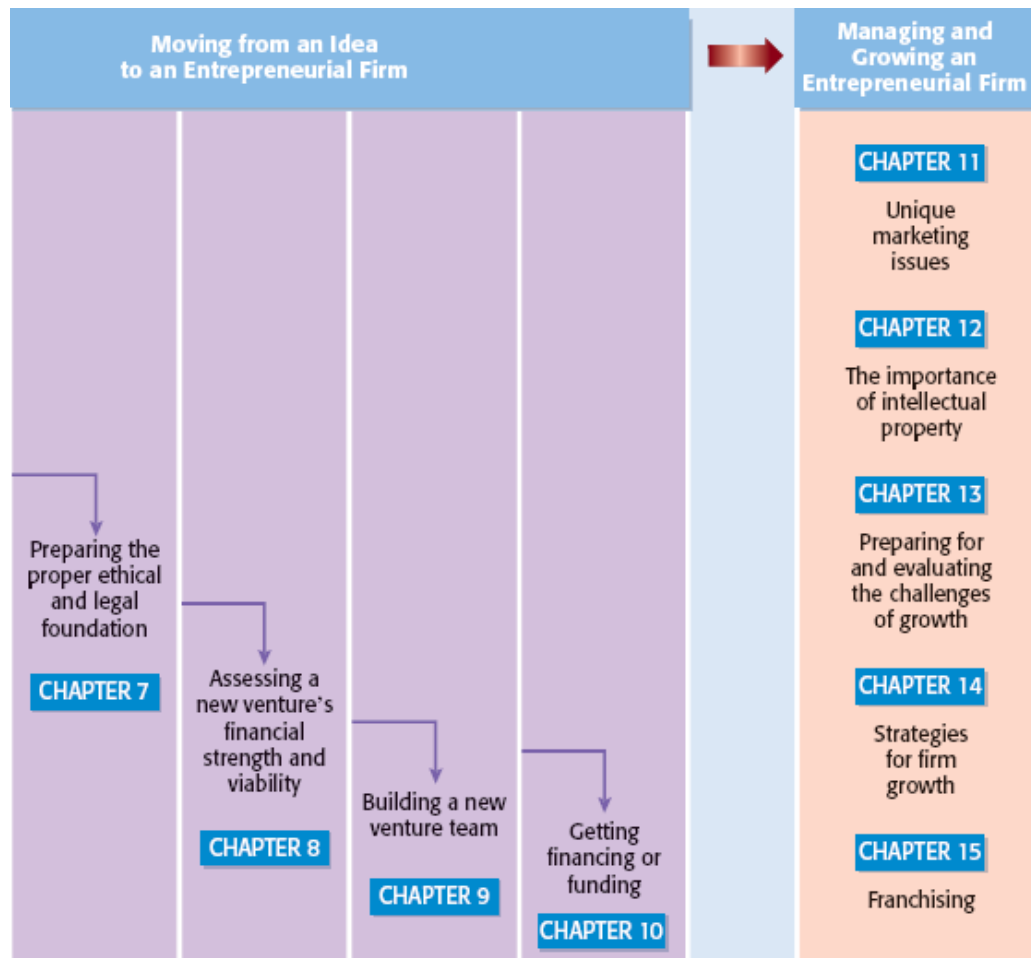 Moving from an Idea
to an Entrepreneurial Firm
Managing and
Growing an
Entrepreneurial Firm
Preparing the
proper ethical
and legal
foundation
CHAPTER 7
Assessing a
new venture's
financial
strength and
viability
CHAPTER 8
Building a new
venture team
CHAPTER 9
Getting
financing or
funding
CHAPTER 10
CHAPTER 11
Unique
marketing
issues
CHAPTER 12
The importance
of intellectual
property
CHAPTER 13
Preparing for
and evaluating
the challenges
of growth
CHAPTER 14
Strategies
for firm
growth
CHAPTER 15
Franchising